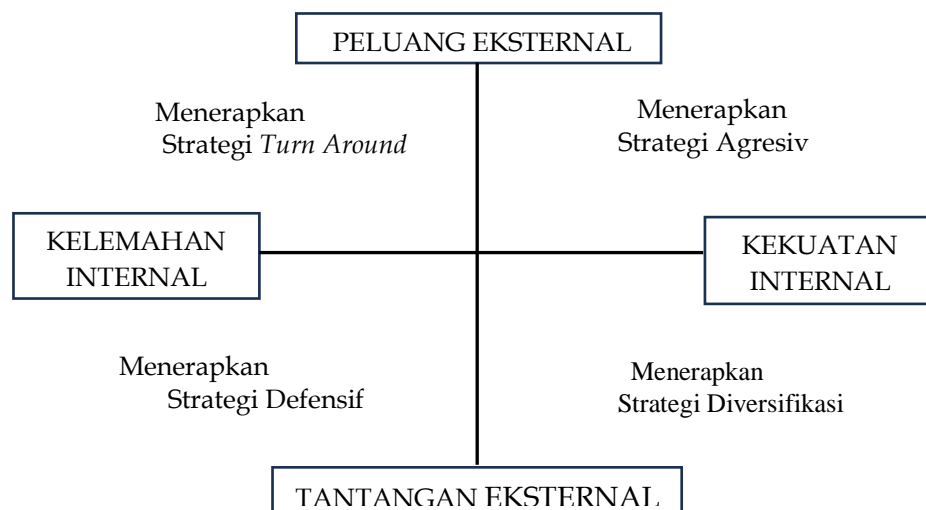 PELUANG EKSTERNAL
Menerapkan
Strategi Turn Around
Menerapkan
Strategi Agresiv
KELEMAHAN
INTERNAL
KEKUATAN
INTERNAL
Menerapkan
Strategi Defensif
Menerapkan
Strategi Diversifikasi
TANTANGAN EKSTERNAL